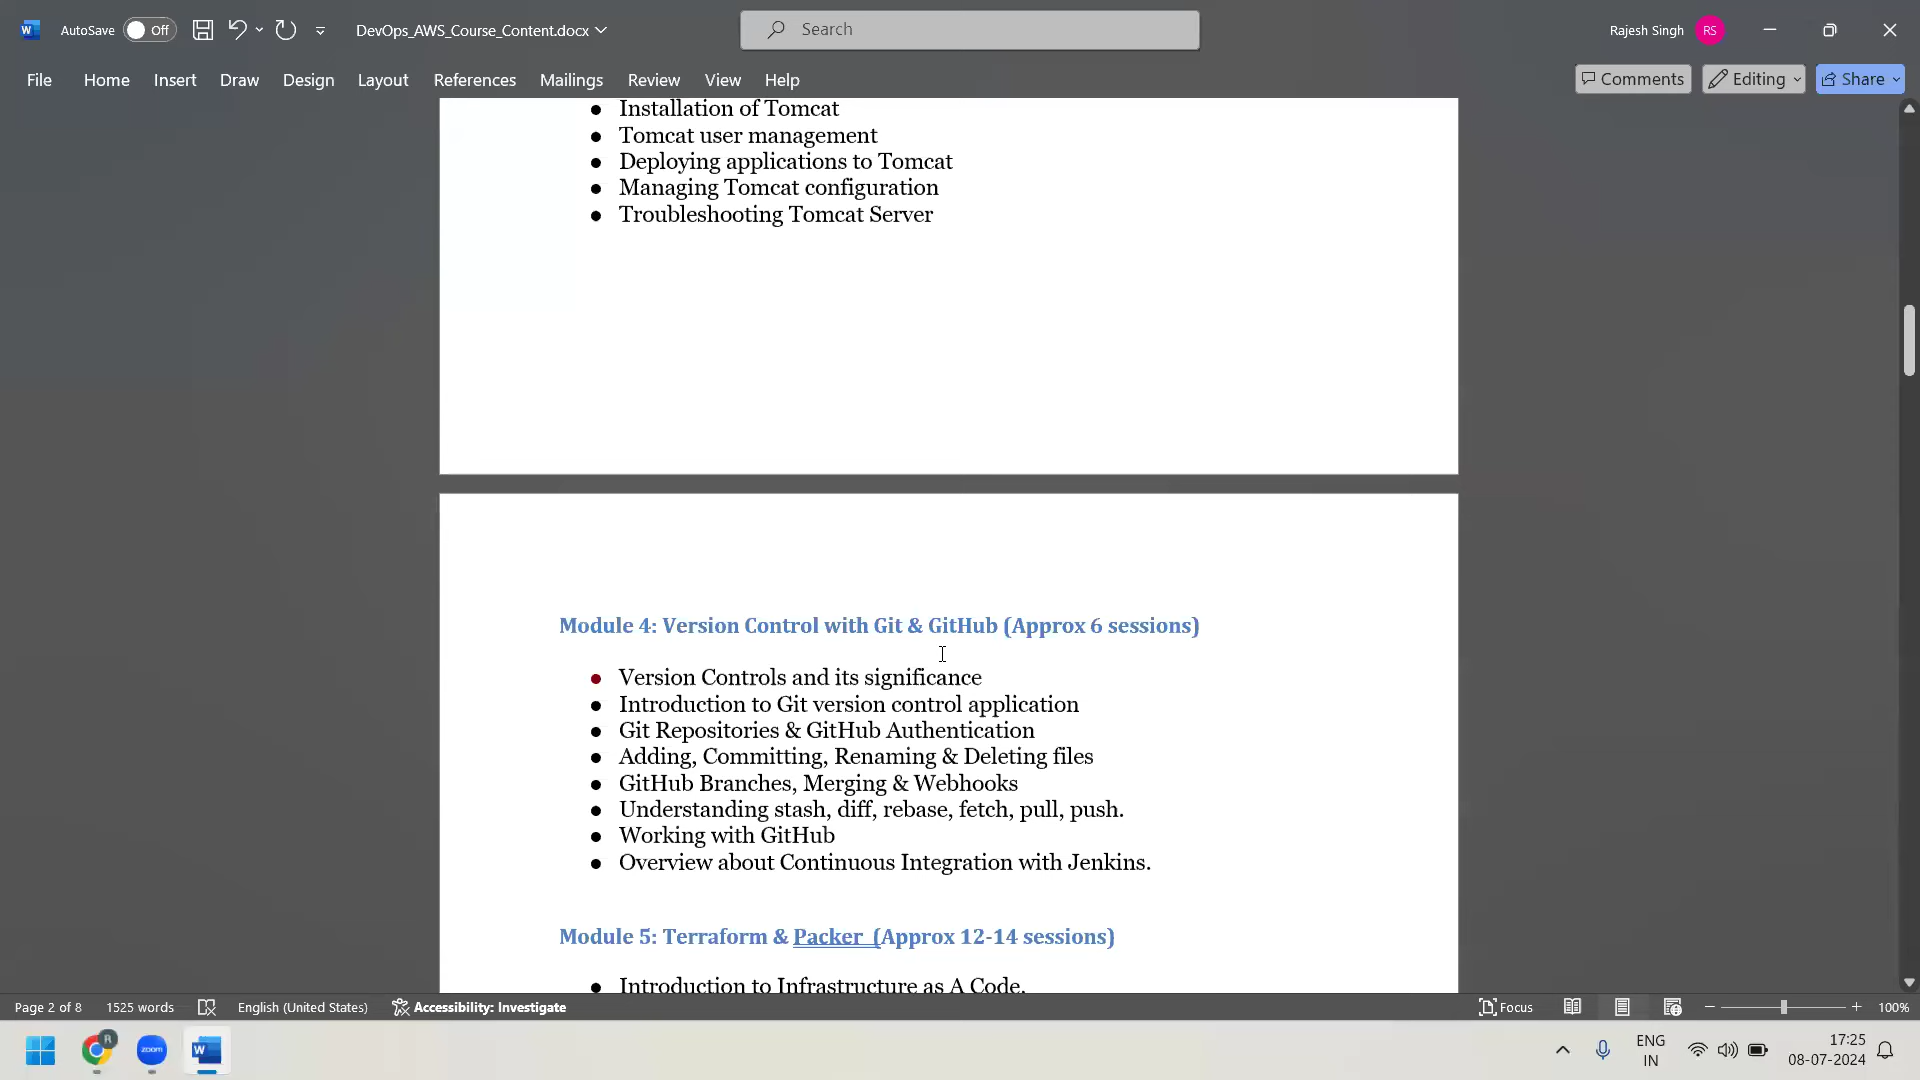 AutoSave Off DevOps_AWS_Course_Content.docx Search Rajesh Singh RS
File Home Insert Draw Design Layout References Mailings Review View Help Comments Editing Share
Installation of Tomcat
Tomcat user management
Deploying applications to Tomcat
Managing Tomcat configuration
Troubleshooting Tomcat Server
Module 4: Version Control with Git & GitHub (Approx 6 sessions)
Version Controls and its significance
Introduction to Git version control application
Git Repositories & GitHub Authentication
Adding, Committing, Renaming & Deleting files
GitHub Branches, Merging & Webhooks
Understanding stash, diff, rebase, fetch, pull, push.
Working with GitHub
Overview about Continuous Integration with Jenkins.
Module 5: Terraform & Packer (Approx 12-14 sessions)
Introduction to Infrastructure as A Code.
Page 2 of 8 1525 words English (United States) Accessibility: Investigate Focus 100%
R zoom W ENG 17:25
IN 08-07-2024